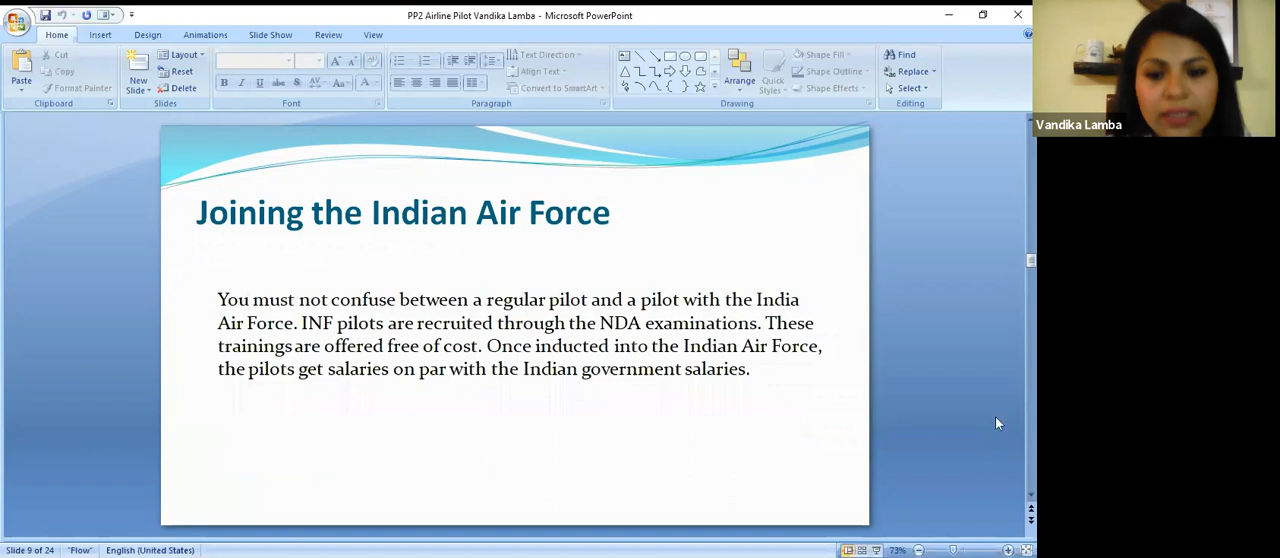 PP2 Airline Pilot Vandika Lamba - Microsoft PowerPoint
Home Insert Design Animations Slide Show Review View
Cut
Copy
Format Painter
Paste
Clipboard
New
Slide
Layout
Reset
Delete
Slides
B I U abc S AV Aa A
Font
Text Direction
Align Text
Convert to SmartArt
Paragraph
Arrange
Quick
Styles
Shape Fill
Shape Outline
Shape Effects
Drawing
Find
Replace
Select
Editing
Vandika Lamba
Joining the Indian Air Force
You must not confuse between a regular pilot and a pilot with the India
Air Force. INF pilots are recruited through the NDA examinations. These
trainings are offered free of cost. Once inducted into the Indian Air Force,
the pilots get salaries on par with the Indian government salaries.
Slide 9 of 24 "Flow" English (United States) 73%